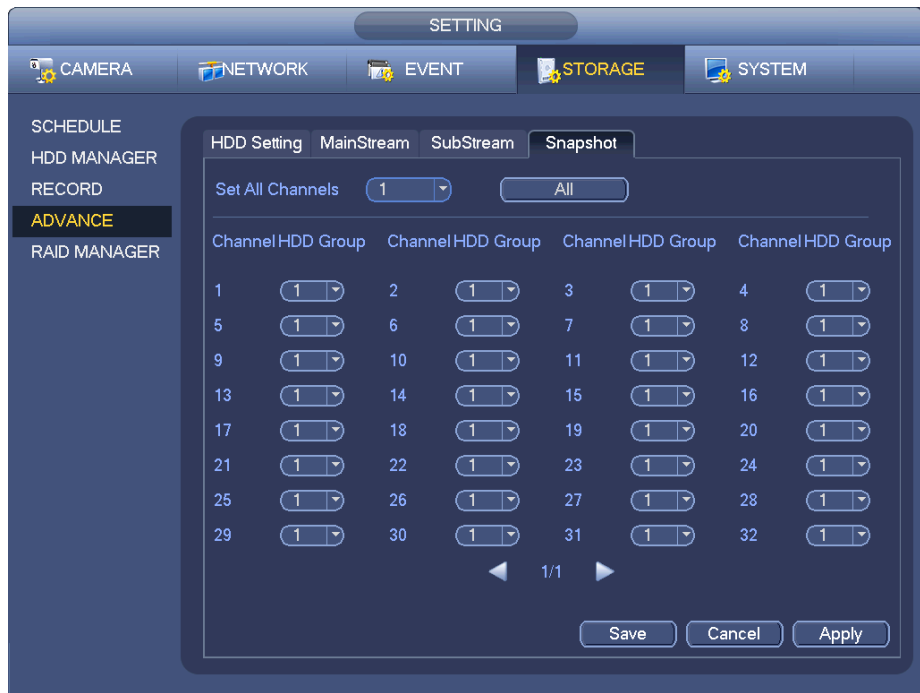 SETTING
CAMERA NETWORK EVENT STORAGE SYSTEM
SCHEDULE
HDD MANAGER
RECORD
ADVANCE
RAID MANAGER
HDD Setting MainStream SubStream Snapshot
Set All Channels 1 All
Channel HDD Group Channel HDD Group Channel HDD Group Channel HDD Group
1 1 2 1 3 1 4 1
5 1 6 1 7 1 8 1
9 1 10 1 11 1 12 1
13 1 14 1 15 1 16 1
17 1 18 1 19 1 20 1
21 1 22 1 23 1 24 1
25 1 26 1 27 1 28 1
29 1 30 1 31 1 32 1
1/1
Save Cancel Apply